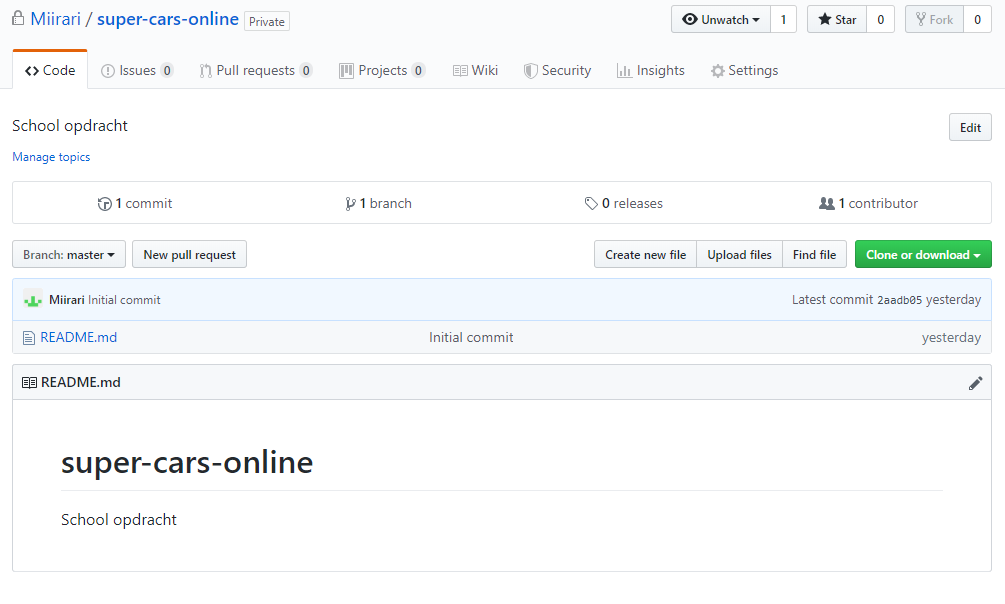 Miirari / super-cars-online Private Unwatch 1 Star 0 Fork 0
Code Issues 0 Pull requests 0 Projects 0 Wiki Security Insights Settings
School opdracht Edit
Manage topics
1 commit 1 branch 0 releases 1 contributor
Branch: master New pull request Create new file Upload files Find file Clone or download
Miirari Initial commit Latest commit 2aadb05 yesterday
README.md Initial commit yesterday
README.md
super-cars-online
School opdracht